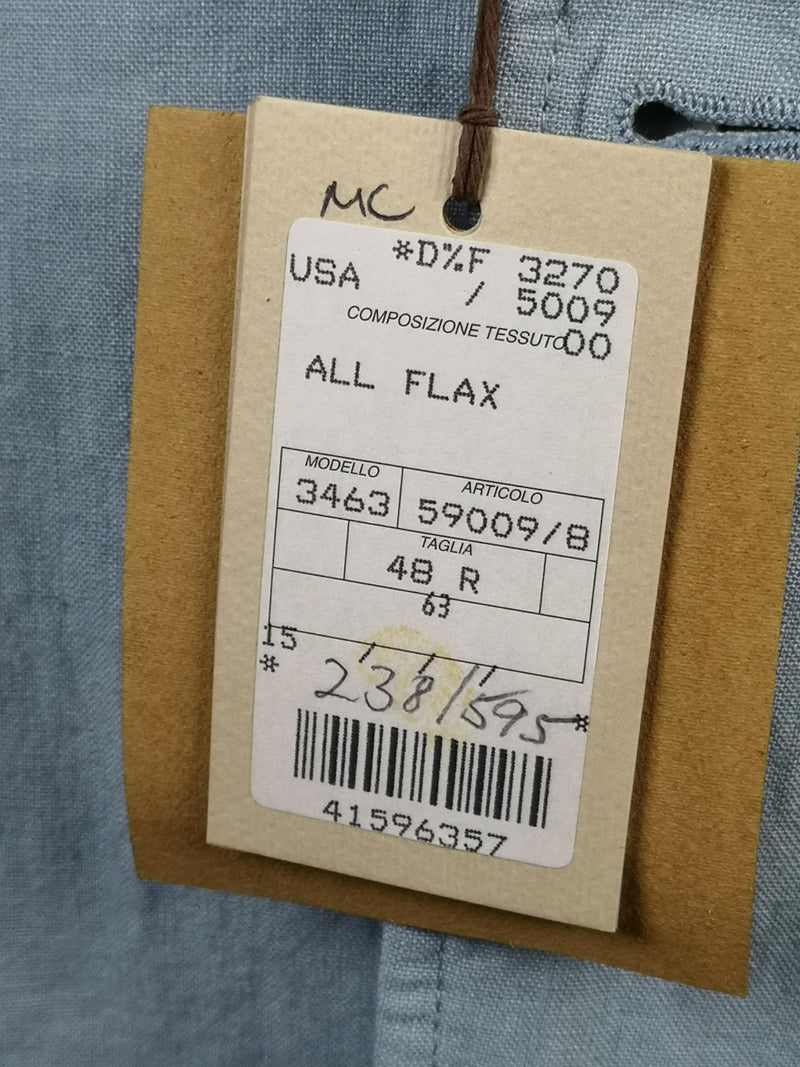 MC
*D%F 3270
USA / 5009
COMPOSIZIONE TESSUTO 00
ALL FLAX
MODELLO ARTICOLO
3463 59009/8
TAGLIA
48 R
63
15
* / / /
238/595 *
41596357